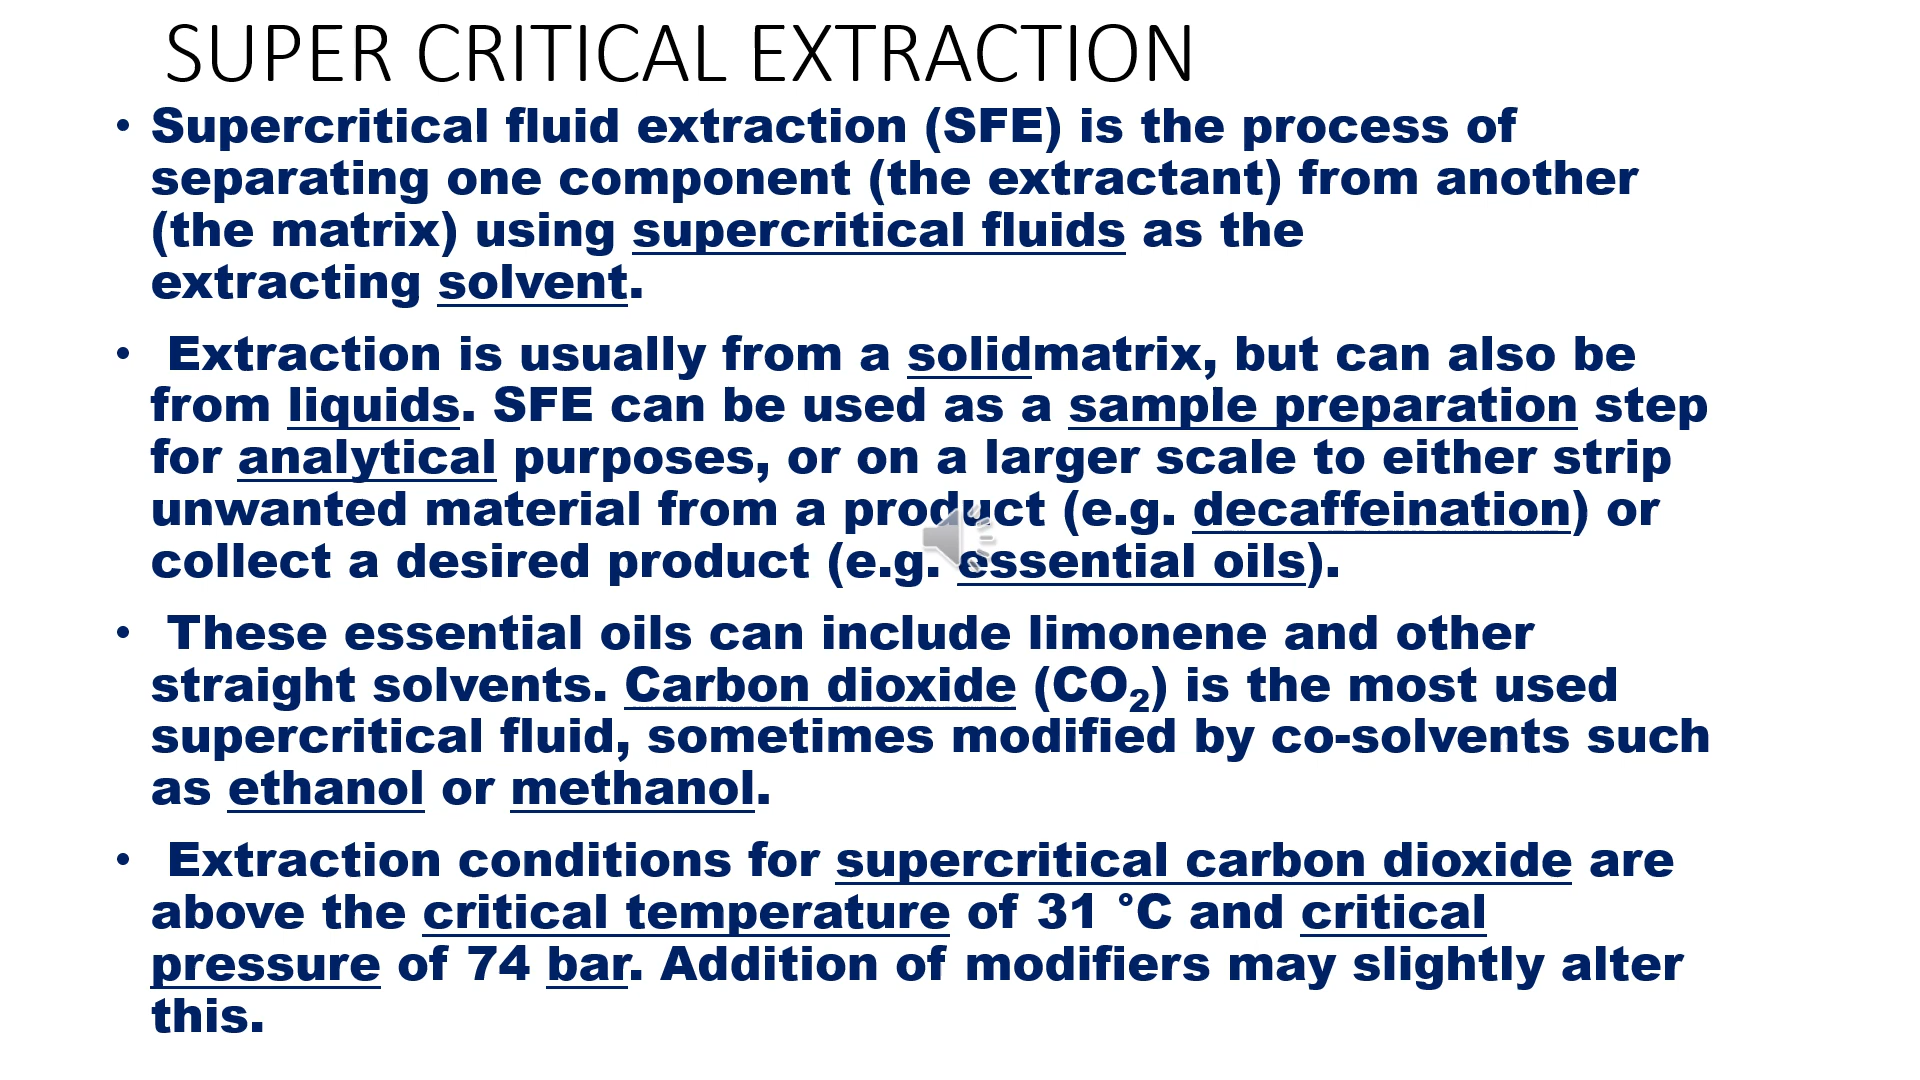 SUPER CRITICAL EXTRACTION
• Supercritical fluid extraction (SFE) is the process of
separating one component (the extractant) from another
(the matrix) using supercritical fluids as the
extracting solvent.
• Extraction is usually from a solidmatrix, but can also be
from liquids. SFE can be used as a sample preparation step
for analytical purposes, or on a larger scale to either strip
unwanted material from a product (e.g. decaffeination) or
collect a desired product (e.g. essential oils).
• These essential oils can include limonene and other
straight solvents. Carbon dioxide (CO₂) is the most used
supercritical fluid, sometimes modified by co-solvents such
as ethanol or methanol.
• Extraction conditions for supercritical carbon dioxide are
above the critical temperature of 31 °C and critical
pressure of 74 bar. Addition of modifiers may slightly alter
this.